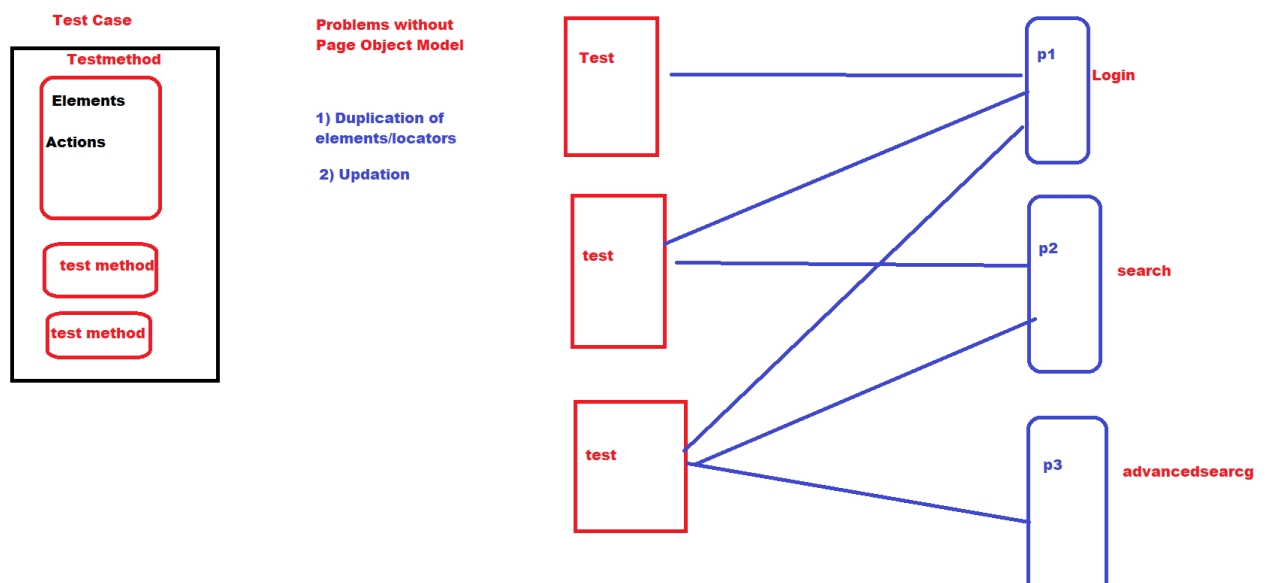 Test Case
Testmethod
Elements
Actions
test method
test method
Problems without
Page Object Model
1) Duplication of
elements/locators
2) Updation
Test
test
test
p1
Login
p2
search
p3
advancedsearcg